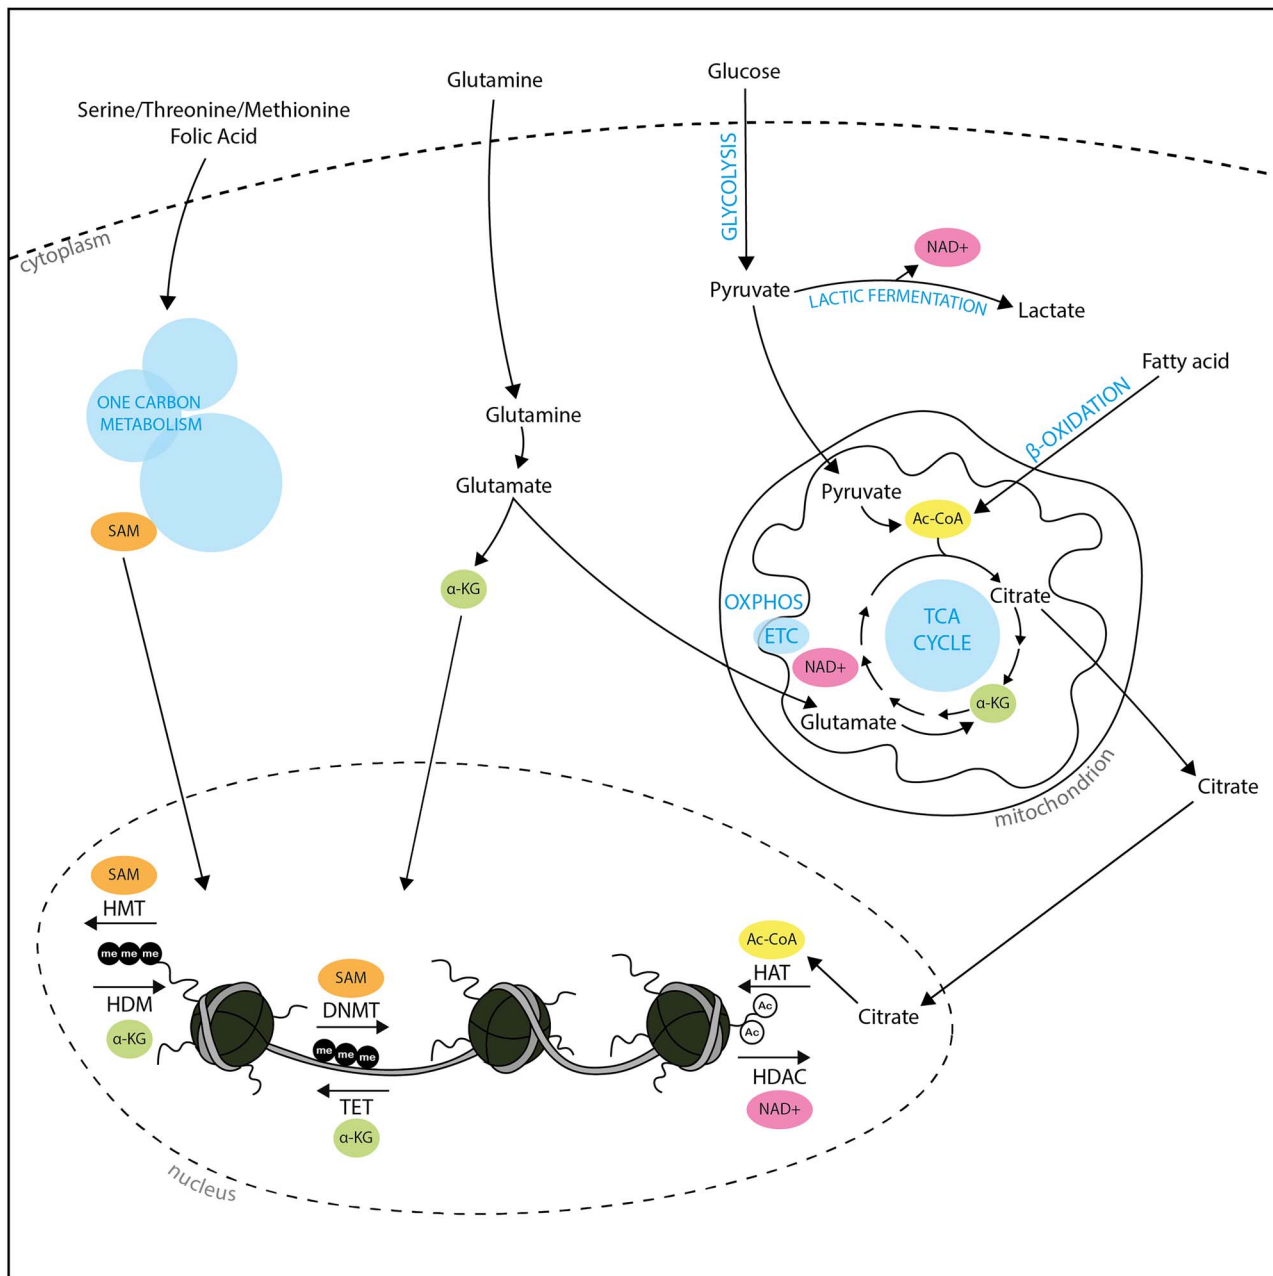 Serine/Threonine/Methionine
Folic Acid
Glutamine
Glucose
GLYCOLYSIS
cytoplasm
NAD+
Pyruvate
LACTIC FERMENTATION
Lactate
Fatty acid
β-OXIDATION
ONE CARBON
METABOLISM
SAM
Glutamine
Glutamate
α-KG
Pyruvate
Ac-CoA
Citrate
OXPHOS
ETC
NAD+
TCA
CYCLE
α-KG
Glutamate
mitochondrion
Citrate
SAM
HMT
me me me
HDM
α-KG
SAM
DNMT
me me me
TET
α-KG
Ac-CoA
HAT
Ac
Ac
Citrate
HDAC
NAD+
nucleus